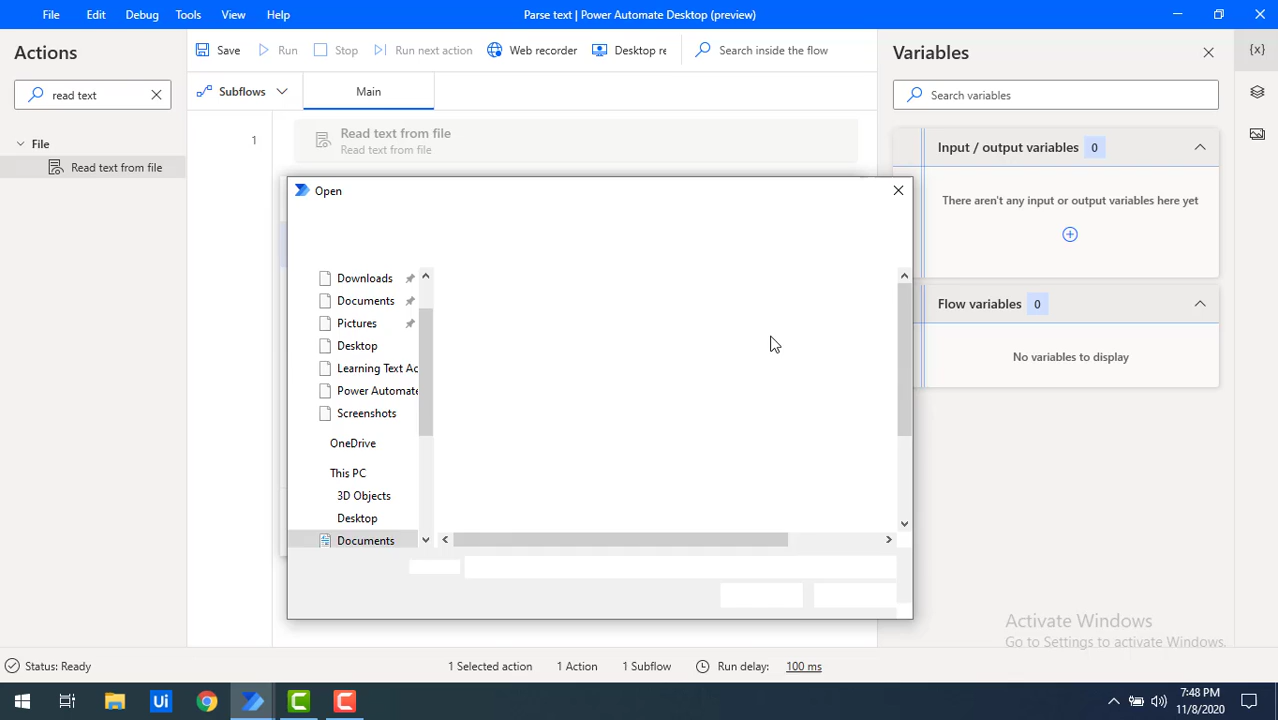 File Edit Debug Tools View Help
Parse text | Power Automate Desktop (preview)
Actions
read text
File
Read text from file
Save Run Stop Run next action Web recorder Desktop re Search inside the flow
Subflows Main
1
Read text from file
Read text from file
Open
Downloads
Documents
Pictures
Desktop
Learning Text Ac
Power Automate
Screenshots
OneDrive
This PC
3D Objects
Desktop
Documents
Variables
{x}
Search variables
Input / output variables 0
There aren't any input or output variables here yet
Flow variables 0
No variables to display
Activate Windows
Go to Settings to activate Windows.
Status: Ready 1 Selected action 1 Action 1 Subflow Run delay: 100 ms
Ui
7:48 PM
11/8/2020